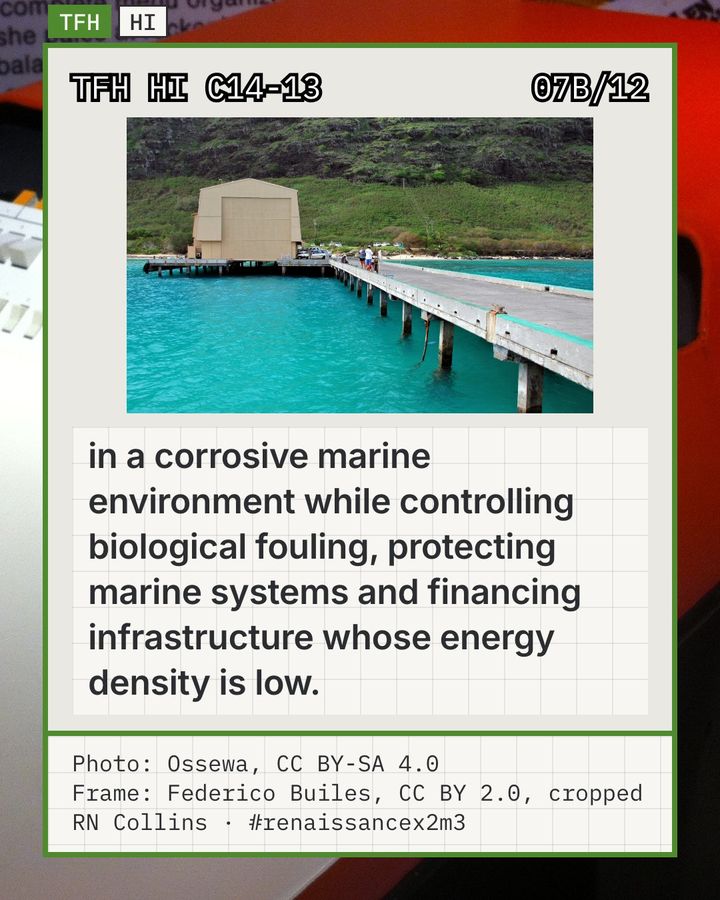 TFH HI
TFH HI C14-13 07B/12
in a corrosive marine
environment while controlling
biological fouling, protecting
marine systems and financing
infrastructure whose energy
density is low.
Photo: Ossewa, CC BY-SA 4.0
Frame: Federico Builes, CC BY 2.0, cropped
RN Collins · #renaissancex2m3